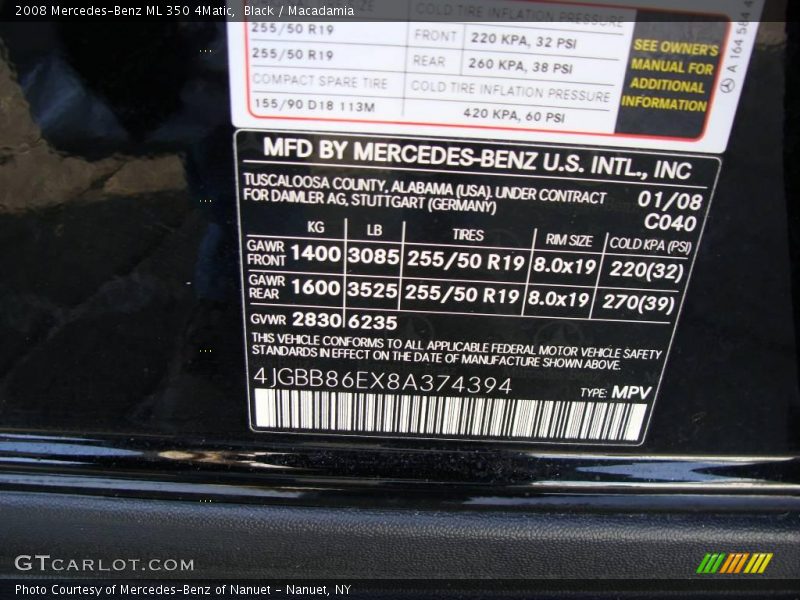 2008 Mercedes-Benz ML 350 4Matic, Black / Macadamia
COLD TIRE INFLATION PRESSURE
255/50 R19 FRONT 220 KPA, 32 PSI
255/50 R19 REAR 260 KPA, 38 PSI
COMPACT SPARE TIRE COLD TIRE INFLATION PRESSURE
155/90 D18 113M 420 KPA, 60 PSI
SEE OWNER'S
MANUAL FOR
ADDITIONAL
INFORMATION
A 164 584
MFD BY MERCEDES-BENZ U.S. INTL., INC
TUSCALOOSA COUNTY, ALABAMA (USA), UNDER CONTRACT 01/08
FOR DAIMLER AG, STUTTGART (GERMANY) C040
KG LB TIRES RIM SIZE COLD KPA (PSI)
GAWR FRONT 1400 3085 255/50 R19 8.0x19 220(32)
GAWR REAR 1600 3525 255/50 R19 8.0x19 270(39)
GVWR 2830 6235
THIS VEHICLE CONFORMS TO ALL APPLICABLE FEDERAL MOTOR VEHICLE SAFETY
STANDARDS IN EFFECT ON THE DATE OF MANUFACTURE SHOWN ABOVE.
4JGBB86EX8A374394 TYPE: MPV
GTCARLOT.COM
Photo Courtesy of Mercedes-Benz of Nanuet - Nanuet, NY